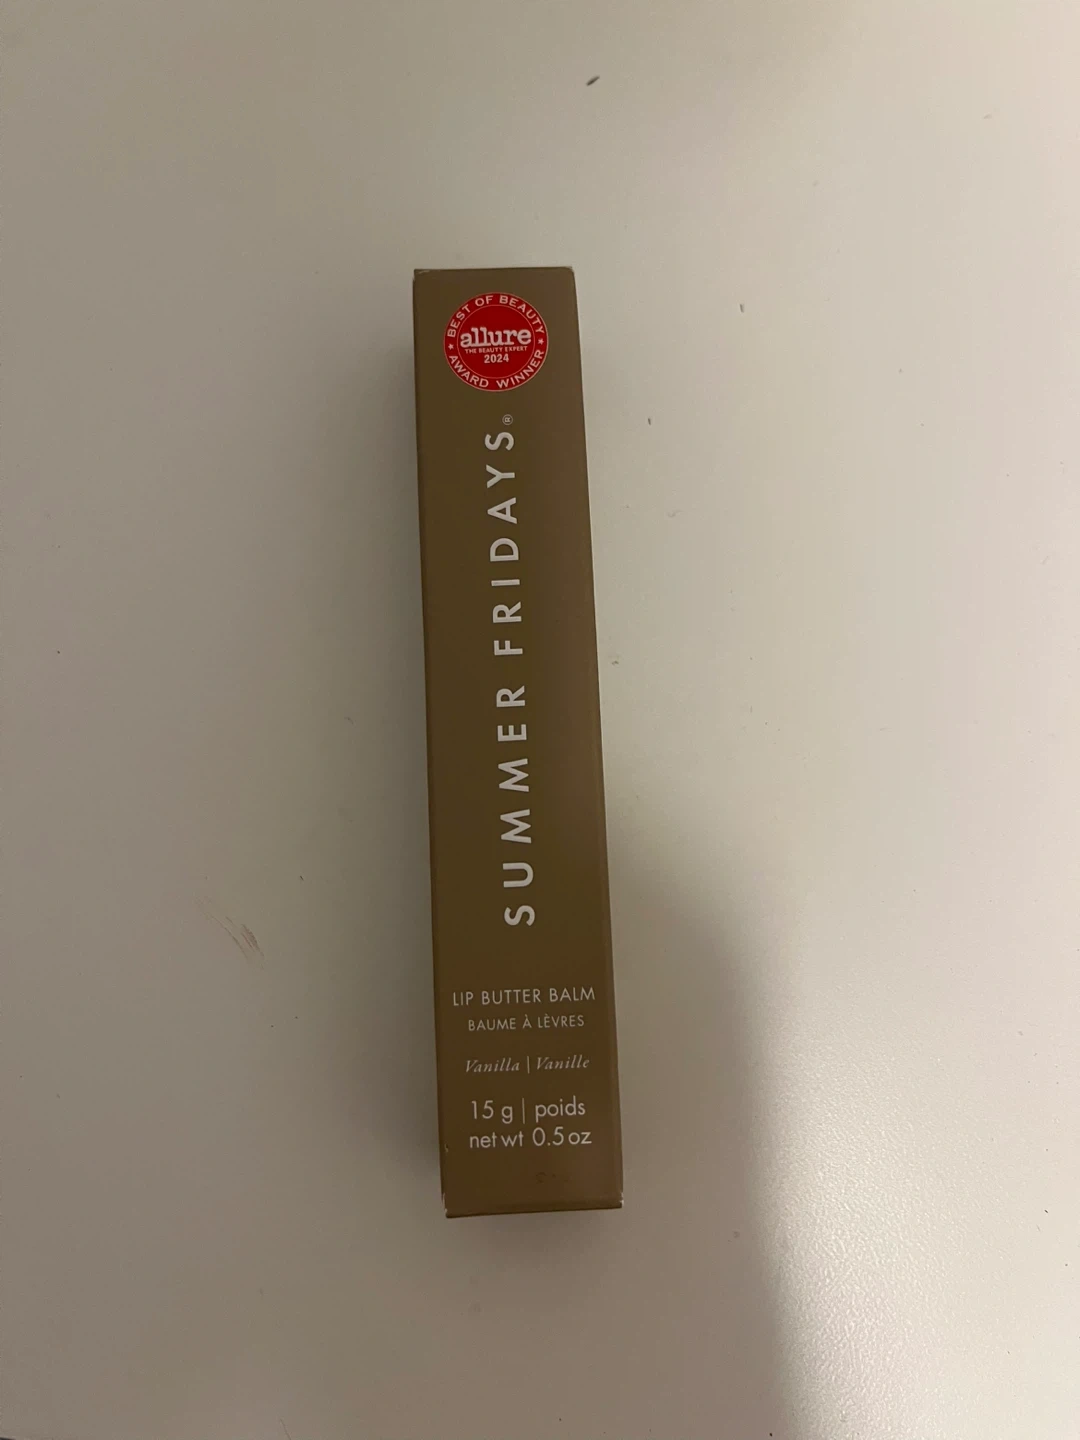 BEST OF BEAUTY
allure
THE BEAUTY EXPERT
2024
AWARD WINNER
SUMMER FRIDAYS®
LIP BUTTER BALM
BAUME À LÈVRES
Vanilla | Vanille
15 g | poids
net wt 0.5 oz